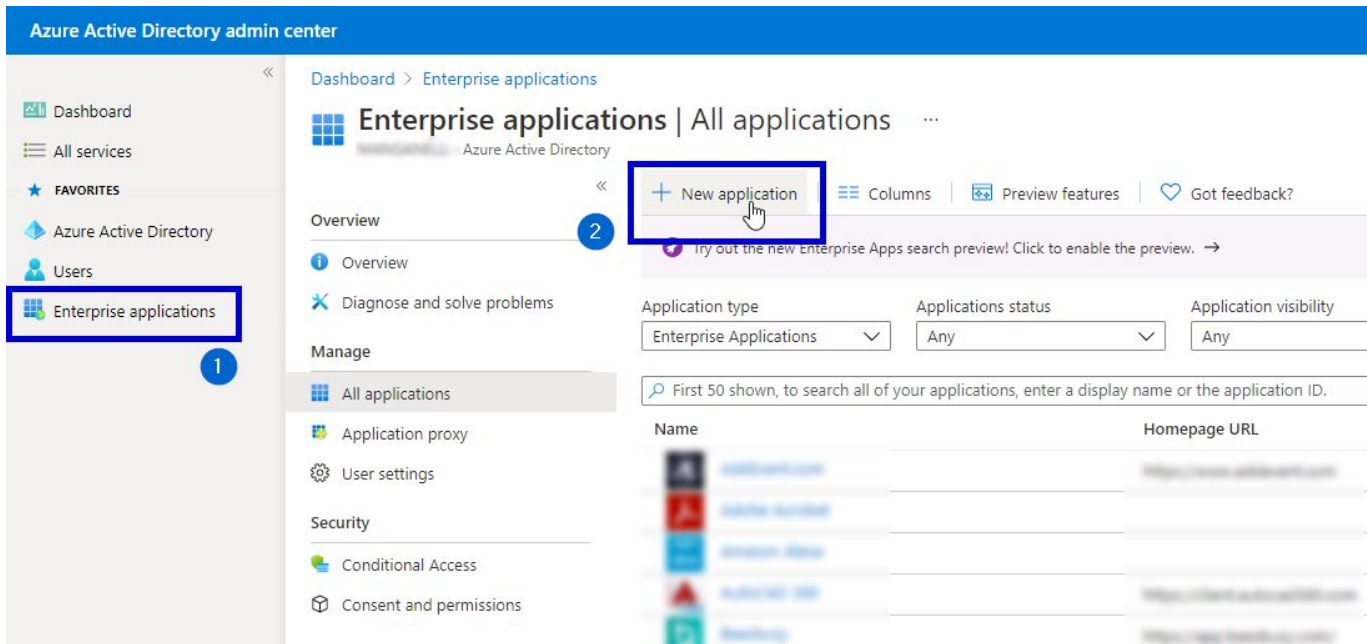 Azure Active Directory admin center
Dashboard
All services
FAVORITES
Azure Active Directory
Users
Enterprise applications
1
Dashboard > Enterprise applications
Enterprise applications | All applications ...
- Azure Active Directory
Overview
2
Overview
Diagnose and solve problems
Manage
All applications
Application proxy
User settings
Security
Conditional Access
Consent and permissions
+ New application
Columns
Preview features
Got feedback?
Try out the new Enterprise Apps search preview! Click to enable the preview. →
Application type
Applications status
Application visibility
Enterprise Applications
Any
Any
First 50 shown, to search all of your applications, enter a display name or the application ID.
Name
Homepage URL